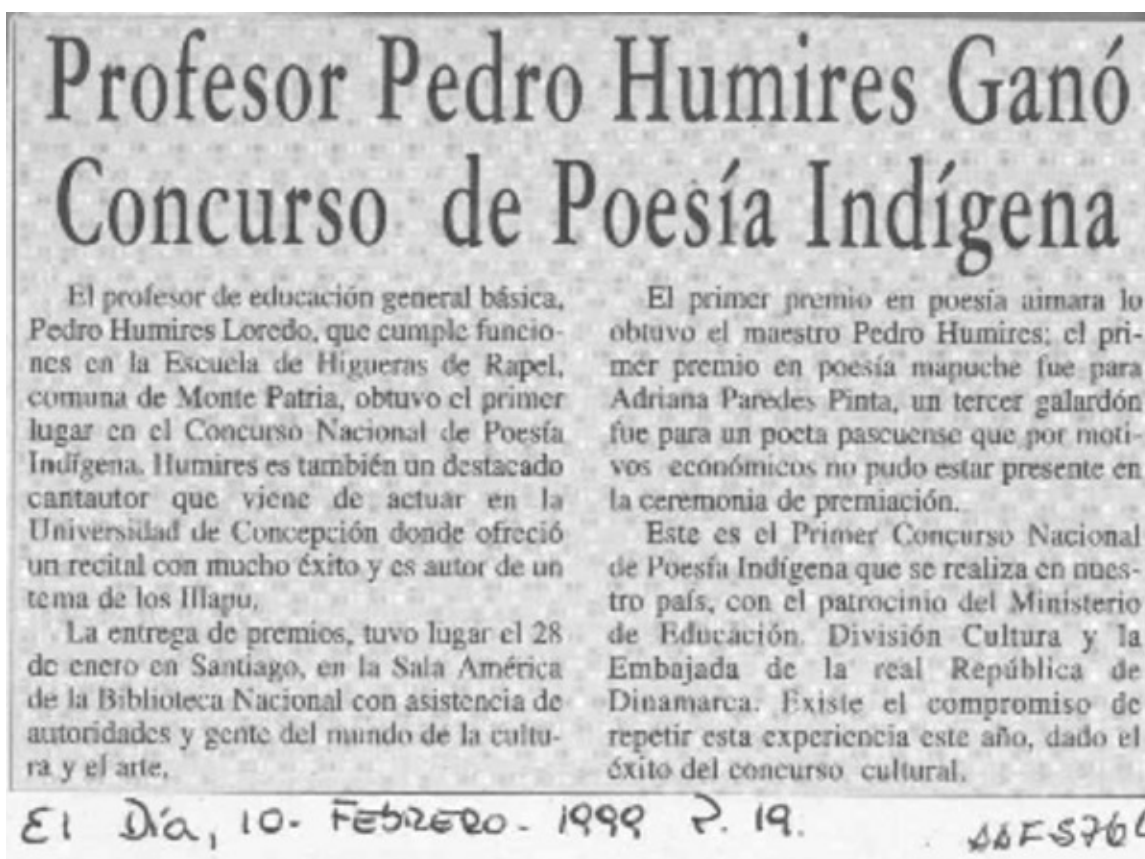 Profesor Pedro Humires Ganó
Concurso de Poesía Indígena
El profesor de educación general básica,
Pedro Humires Loredo, que cumple funcio-
nes en la Escuela de Higueras de Rapel,
comuna de Monte Patria, obtuvo el primer
lugar en el Concurso Nacional de Poesía
Indígena. Humires es también un destacado
cantautor que viene de actuar en la
Universidad de Concepción donde ofreció
un recital con mucho éxito y es autor de un
tema de los Illapu.
La entrega de premios, tuvo lugar el 28
de enero en Santiago, en la Sala América
de la Biblioteca Nacional con asistencia de
autoridades y gente del mundo de la cultu-
ra y el arte.
El primer premio en poesía aimara lo
obtuvo el maestro Pedro Humires; el pri-
mer premio en poesía mapuche fue para
Adriana Paredes Pinta, un tercer galardón
fue para un poeta pascuense que por moti-
vos económicos no pudo estar presente en
la ceremonia de premiación.
Este es el Primer Concurso Nacional
de Poesía Indígena que se realiza en nues-
tro país, con el patrocinio del Ministerio
de Educación. División Cultura y la
Embajada de la real República de
Dinamarca. Existe el compromiso de
repetir esta experiencia este año, dado el
éxito del concurso cultural.
El Día, 10- FEBRERO- 1999 P. 19.